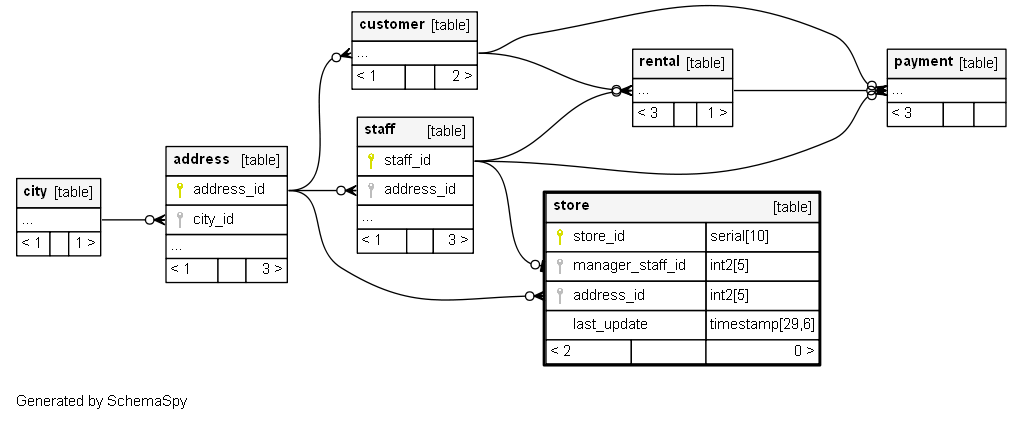 customer [table]
...
< 1 2 >
rental [table]
...
< 3 1 >
payment [table]
...
< 3
staff [table]
staff_id
address_id
...
< 1 3 >
address [table]
address_id
city_id
...
< 1 3 >
city [table]
...
< 1 1 >
store [table]
store_id serial[10]
manager_staff_id int2[5]
address_id int2[5]
last_update timestamp[29,6]
< 2 0 >
Generated by SchemaSpy